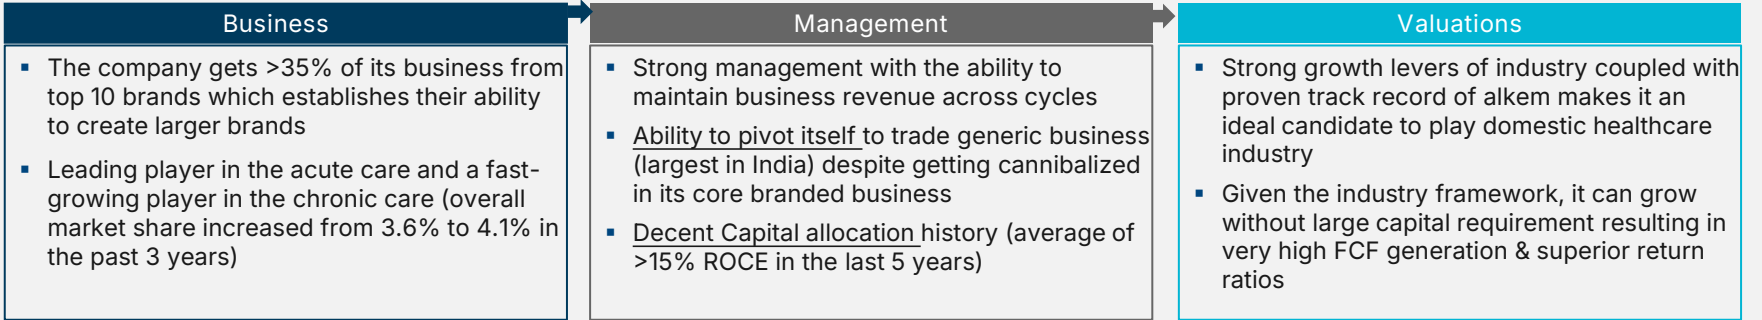 Business
▪ The company gets >35% of its business from
top 10 brands which establishes their ability
to create larger brands
▪ Leading player in the acute care and a fast-
growing player in the chronic care (overall
market share increased from 3.6% to 4.1% in
the past 3 years)
Management
▪ Strong management with the ability to
maintain business revenue across cycles
▪ Ability to pivot itself to trade generic business
(largest in India) despite getting cannibalized
in its core branded business
▪ Decent Capital allocation history (average of
>15% ROCE in the last 5 years)
Valuations
▪ Strong growth levers of industry coupled with
proven track record of alkem makes it an
ideal candidate to play domestic healthcare
industry
▪ Given the industry framework, it can grow
without large capital requirement resulting in
very high FCF generation & superior return
ratios